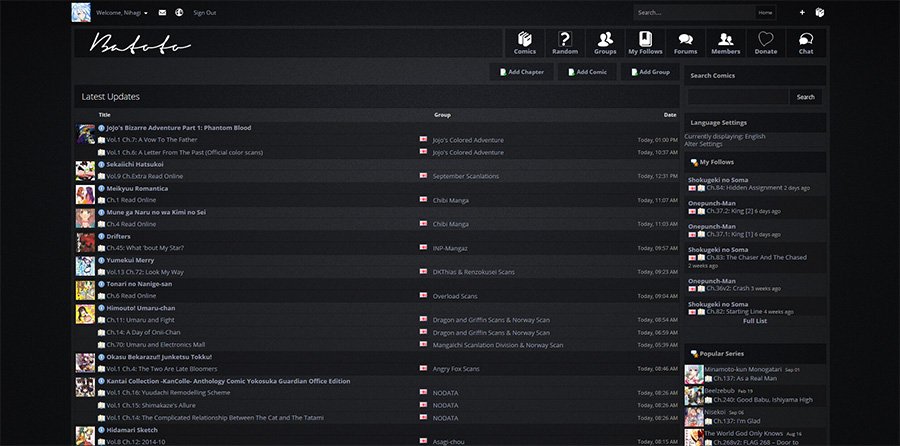 Welcome, Nihagi
Sign Out
Search...
Home
Batoto
Comics
Random
Groups
My Follows
Forums
Members
Donate
Chat
Add Chapter
Add Comic
Add Group
Latest Updates
Title Group Date
JoJo's Bizarre Adventure Part 1: Phantom Blood
Vol.1 Ch.7: A Vow To The Father Jojo's Colored Adventure Today, 01:00 PM
Vol.1 Ch.6: A Letter From The Past (Official color scans) Jojo's Colored Adventure Today, 10:37 AM
Sekaiichi Hatsukoi
Vol.9 Ch.Extra Read Online September Scanlations Today, 12:31 PM
Meikyuu Romantica
Ch.1 Read Online Chibi Manga Today, 11:07 AM
Mune ga Naru no wa Kimi no Sei
Ch.4 Read Online Chibi Manga Today, 11:03 AM
Drifters
Ch.45: What 'bout My Star? INP-Mangaz Today, 09:57 AM
Yumekui Merry
Vol.13 Ch.72: Look My Way DKThias & Renzokusei Scans Today, 09:23 AM
Tonari no Nanige-san
Ch.6 Read Online Overload Scans Today, 09:04 AM
Himouto! Umaru-chan
Ch.11: Umaru and Fight Dragon and Griffin Scans & Norway Scan Today, 08:54 AM
Ch.14: A Day of Onii-Chan Dragon and Griffin Scans & Norway Scan Today, 06:59 AM
Ch.70: Umaru and Electronics Mall Mangaichi Scanlation Division & Norway Scan Today, 05:39 AM
Okasu Bekarazu!! Junketsu Tokku!
Vol.1 Ch.4: The Two Are Late Bloomers Angry Fox Scans Today, 08:46 AM
Kantai Collection -KanColle- Anthology Comic Yokosuka Guardian Office Edition
Vol.1 Ch.16: Yuudachi Remodelling Scheme NODATA Today, 08:26 AM
Vol.1 Ch.15: Shimakaze's Allure NODATA Today, 08:26 AM
Vol.1 Ch.14: The Complicated Relationship Between The Cat and The Tatami NODATA Today, 08:26 AM
Hidamari Sketch
Vol.8 Ch.12: 2014-10 Asagi-chou Today, 08:15 AM
Search Comics
Search
Language Settings
Currently displaying: English
Alter Settings
My Follows
Shokugeki no Soma
Ch.84: Hidden Assignment 2 days ago
Onepunch-Man
Ch.37.2: King [2] 6 days ago
Onepunch-Man
Ch.37.1: King [1] 6 days ago
Shokugeki no Soma
Ch.83: The Chaser And The Chased
2 weeks ago
Onepunch-Man
Ch.36v2: Crash 3 weeks ago
Shokugeki no Soma
Ch.82: Starting Line 4 weeks ago
Full List
Popular Series
Minamoto-kun Monogatari Sep 01
Ch.137: As a Real Man
Beelzebub Feb 19
Ch.240: Good Babu. Ishiyama High
Nisekoi Sep 06
Ch.137: I'm Glad
The World God Only Knows Aug 14
Ch.268v2: FLAG 268 – Door to